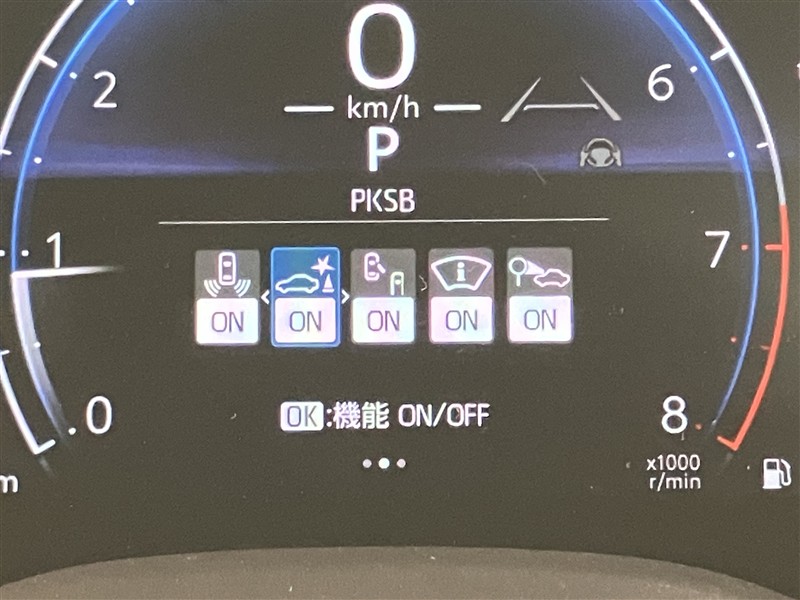 0
km/h
2
6
P
PKSB
1
7
ON ON ON ON ON
OK:機能 ON/OFF
0
8
x1000
r/min
m